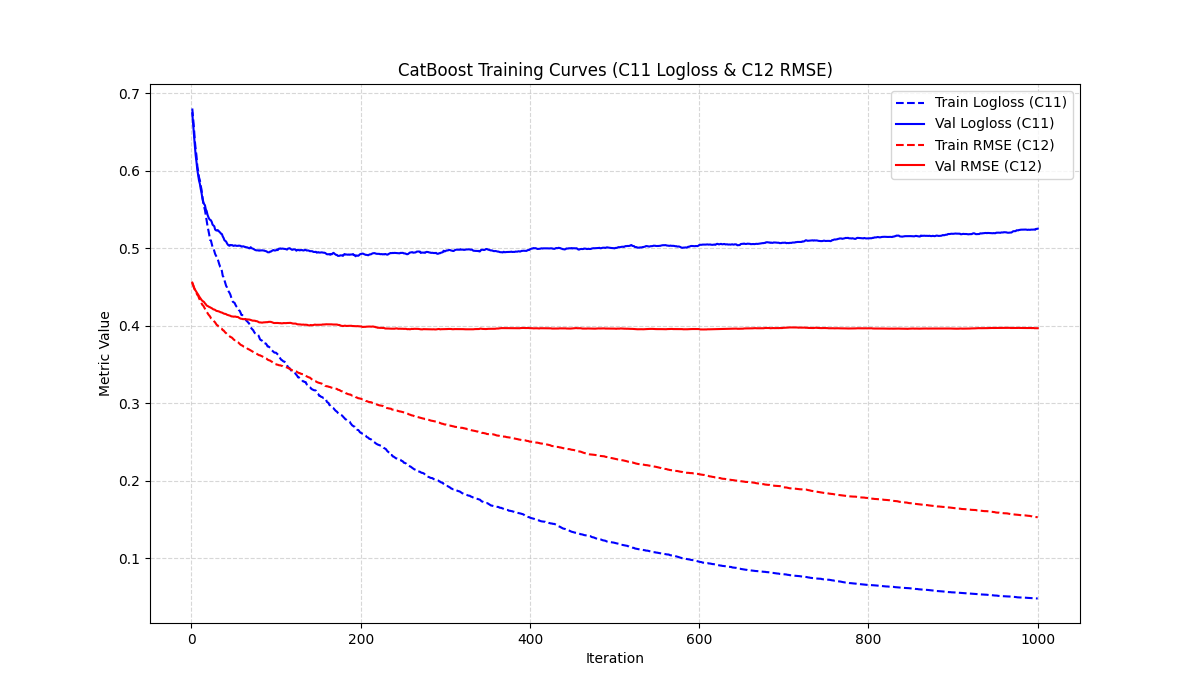 CatBoost Training Curves (C11 Logloss & C12 RMSE)
Train Logloss (C11)
Val Logloss (C11)
Train RMSE (C12)
Val RMSE (C12)
Metric Value
0.7
0.6
0.5
0.4
0.3
0.2
0.1
0 200 400 600 800 1000
Iteration